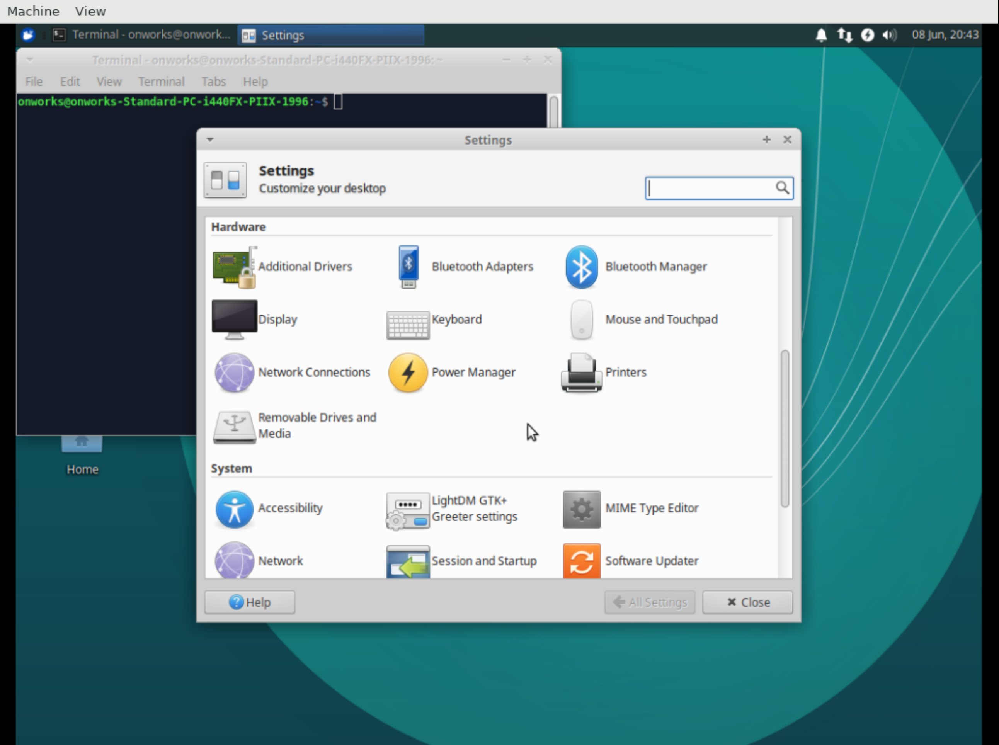 Machine View
Terminal - onworks@onwork...
Settings
08 Jun, 20:43
Terminal - onworks@onworks-Standard-PC-i440FX-PIIX-1996: ~
File Edit View Terminal Tabs Help
onworks@onworks-Standard-PC-i440FX-PIIX-1996:~$
Settings
Settings
Customize your desktop
Hardware
Additional Drivers
Bluetooth Adapters
Bluetooth Manager
Display
Keyboard
Mouse and Touchpad
Network Connections
Power Manager
Printers
Removable Drives and
Media
System
Accessibility
LightDM GTK+
Greeter settings
MIME Type Editor
Network
Session and Startup
Software Updater
Help
All Settings
Close
Home